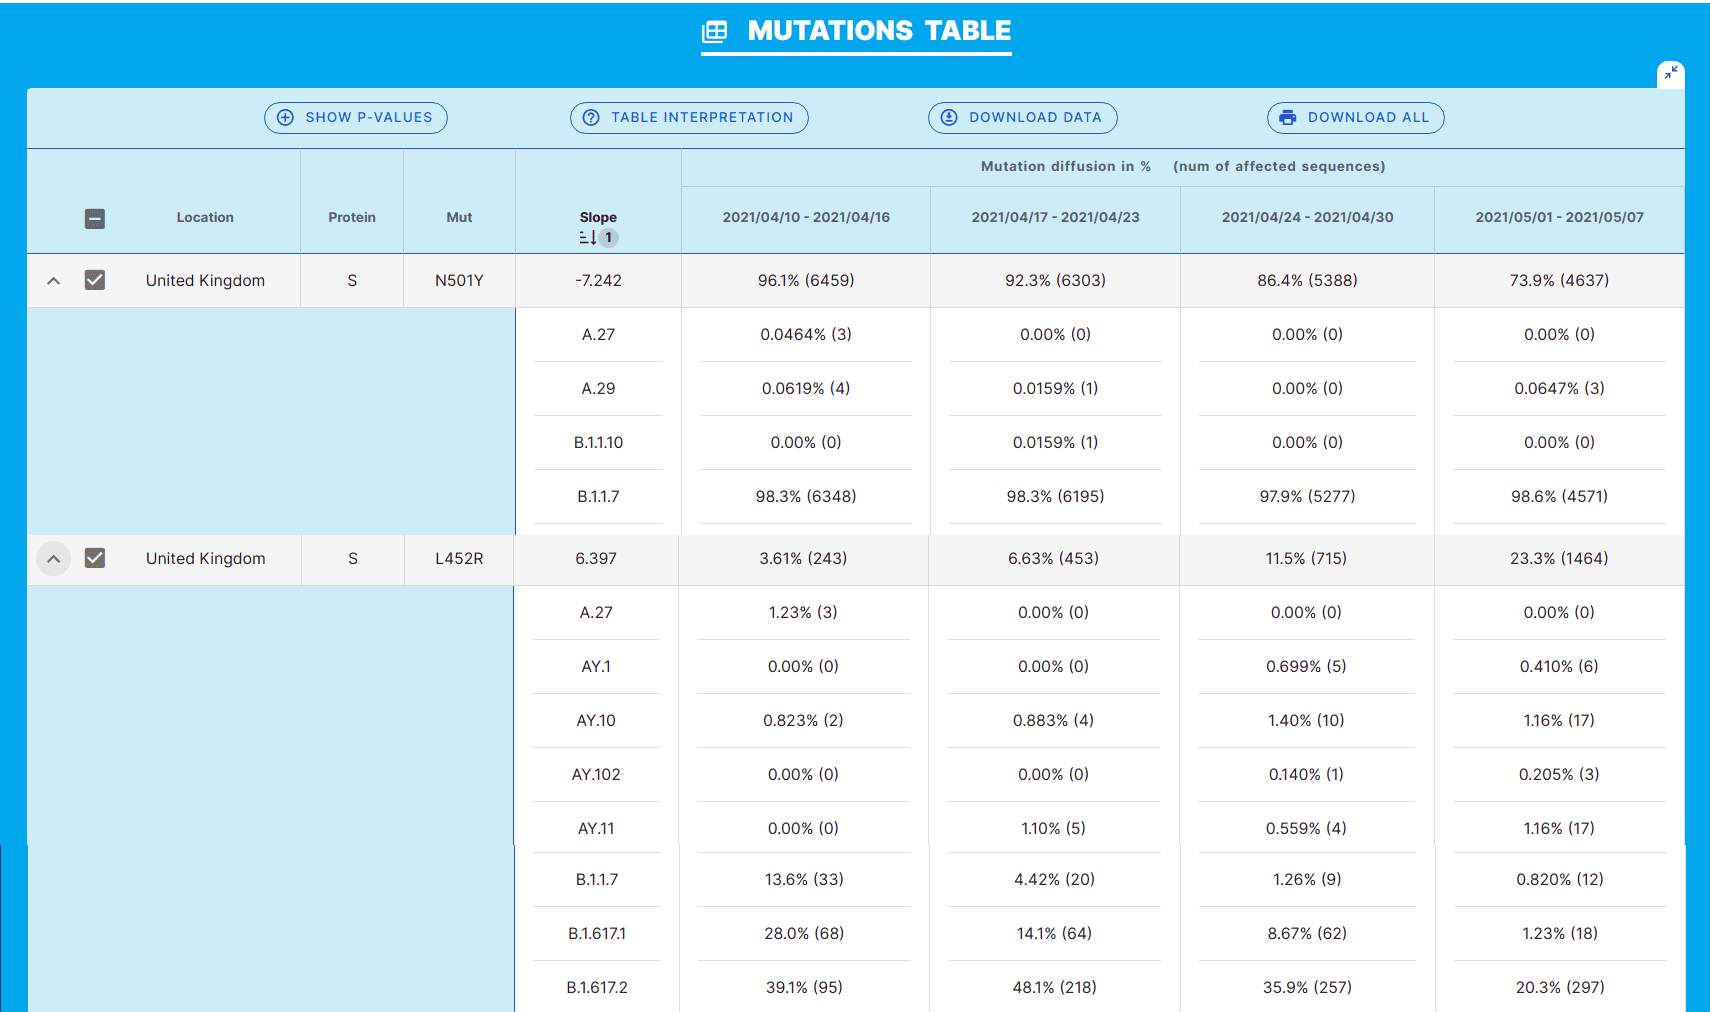 MUTATIONS TABLE
SHOW P-VALUES TABLE INTERPRETATION DOWNLOAD DATA DOWNLOAD ALL
Mutation diffusion in % (num of affected sequences)
Location Protein Mut Slope 2021/04/10 - 2021/04/16 2021/04/17 - 2021/04/23 2021/04/24 - 2021/04/30 2021/05/01 - 2021/05/07
1
United Kingdom S N501Y -7.242 96.1% (6459) 92.3% (6303) 86.4% (5388) 73.9% (4637)
A.27 0.0464% (3) 0.00% (0) 0.00% (0) 0.00% (0)
A.29 0.0619% (4) 0.0159% (1) 0.00% (0) 0.0647% (3)
B.1.1.10 0.00% (0) 0.0159% (1) 0.00% (0) 0.00% (0)
B.1.1.7 98.3% (6348) 98.3% (6195) 97.9% (5277) 98.6% (4571)
United Kingdom S L452R 6.397 3.61% (243) 6.63% (453) 11.5% (715) 23.3% (1464)
A.27 1.23% (3) 0.00% (0) 0.00% (0) 0.00% (0)
AY.1 0.00% (0) 0.00% (0) 0.699% (5) 0.410% (6)
AY.10 0.823% (2) 0.883% (4) 1.40% (10) 1.16% (17)
AY.102 0.00% (0) 0.00% (0) 0.140% (1) 0.205% (3)
AY.11 0.00% (0) 1.10% (5) 0.559% (4) 1.16% (17)
B.1.1.7 13.6% (33) 4.42% (20) 1.26% (9) 0.820% (12)
B.1.617.1 28.0% (68) 14.1% (64) 8.67% (62) 1.23% (18)
B.1.617.2 39.1% (95) 48.1% (218) 35.9% (257) 20.3% (297)